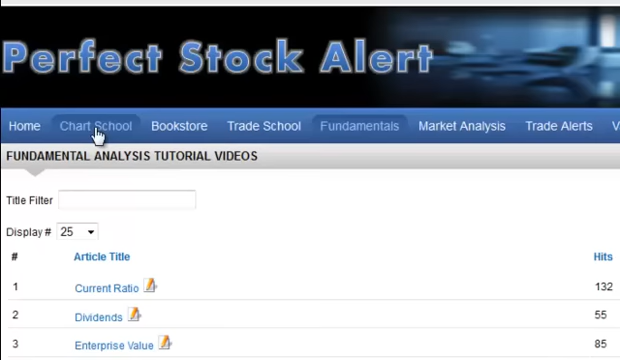 Perfect Stock Alert
Home Chart School Bookstore Trade School Fundamentals Market Analysis Trade Alerts V
FUNDAMENTAL ANALYSIS TUTORIAL VIDEOS
Title Filter
Display # 25
# Article Title Hits
1 Current Ratio 132
2 Dividends 55
3 Enterprise Value 85